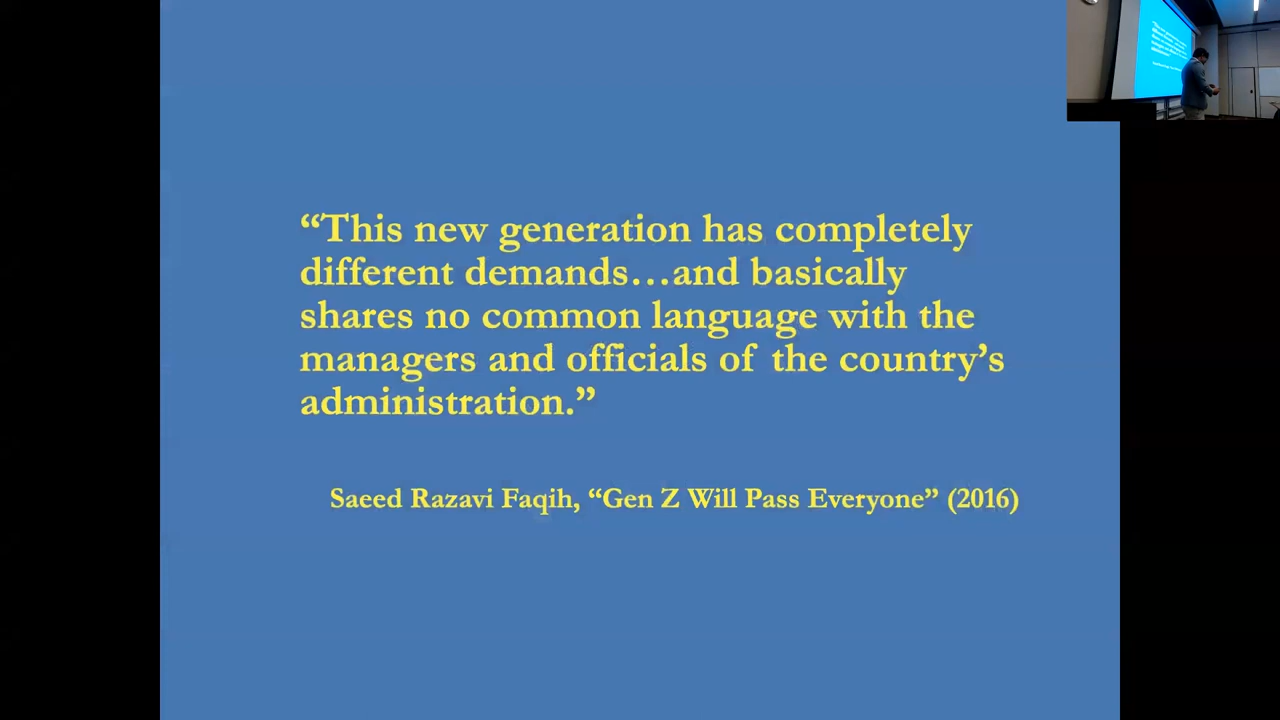 “This new generation has completely
different demands…and basically
shares no common language with the
managers and officials of the country’s
administration.”
Saeed Razavi Faqih, “Gen Z Will Pass Everyone” (2016)